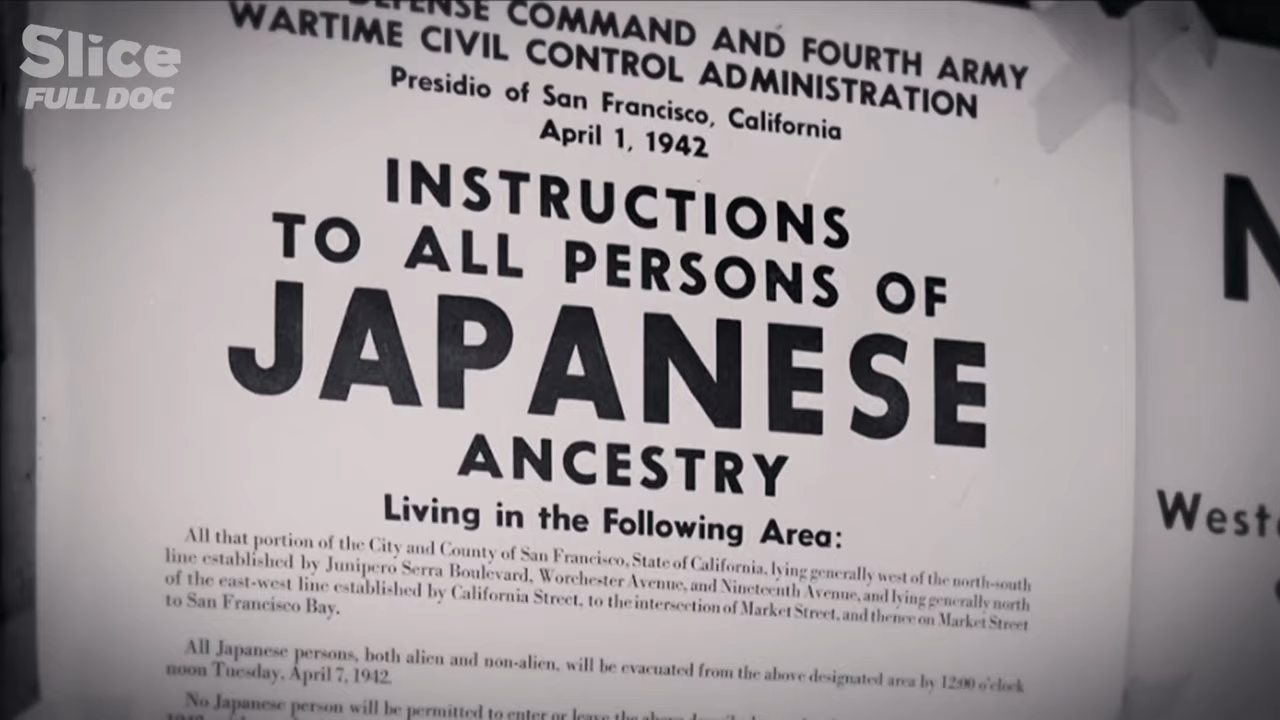 Slice
FULL DOC
DEFENSE COMMAND AND FOURTH ARMY
WARTIME CIVIL CONTROL ADMINISTRATION
Presidio of San Francisco, California
April 1, 1942
INSTRUCTIONS
TO ALL PERSONS OF
JAPANESE
ANCESTRY
Living in the Following Area:
All that portion of the City and County of San Francisco, State of California, lying generally west of the north-south
line established by Junipero Serra Boulevard, Worchester Avenue, and Nineteenth Avenue, and lying generally north
of the east-west line established by California Street, to the intersection of Market Street, and thence on Market Street
to San Francisco Bay.
All Japanese persons, both alien and non-alien, will be evacuated from the above designated area by 12:00 o'clock
noon Tuesday, April 7, 1942.
No Japanese person will be permitted to enter or leave the above
N
West